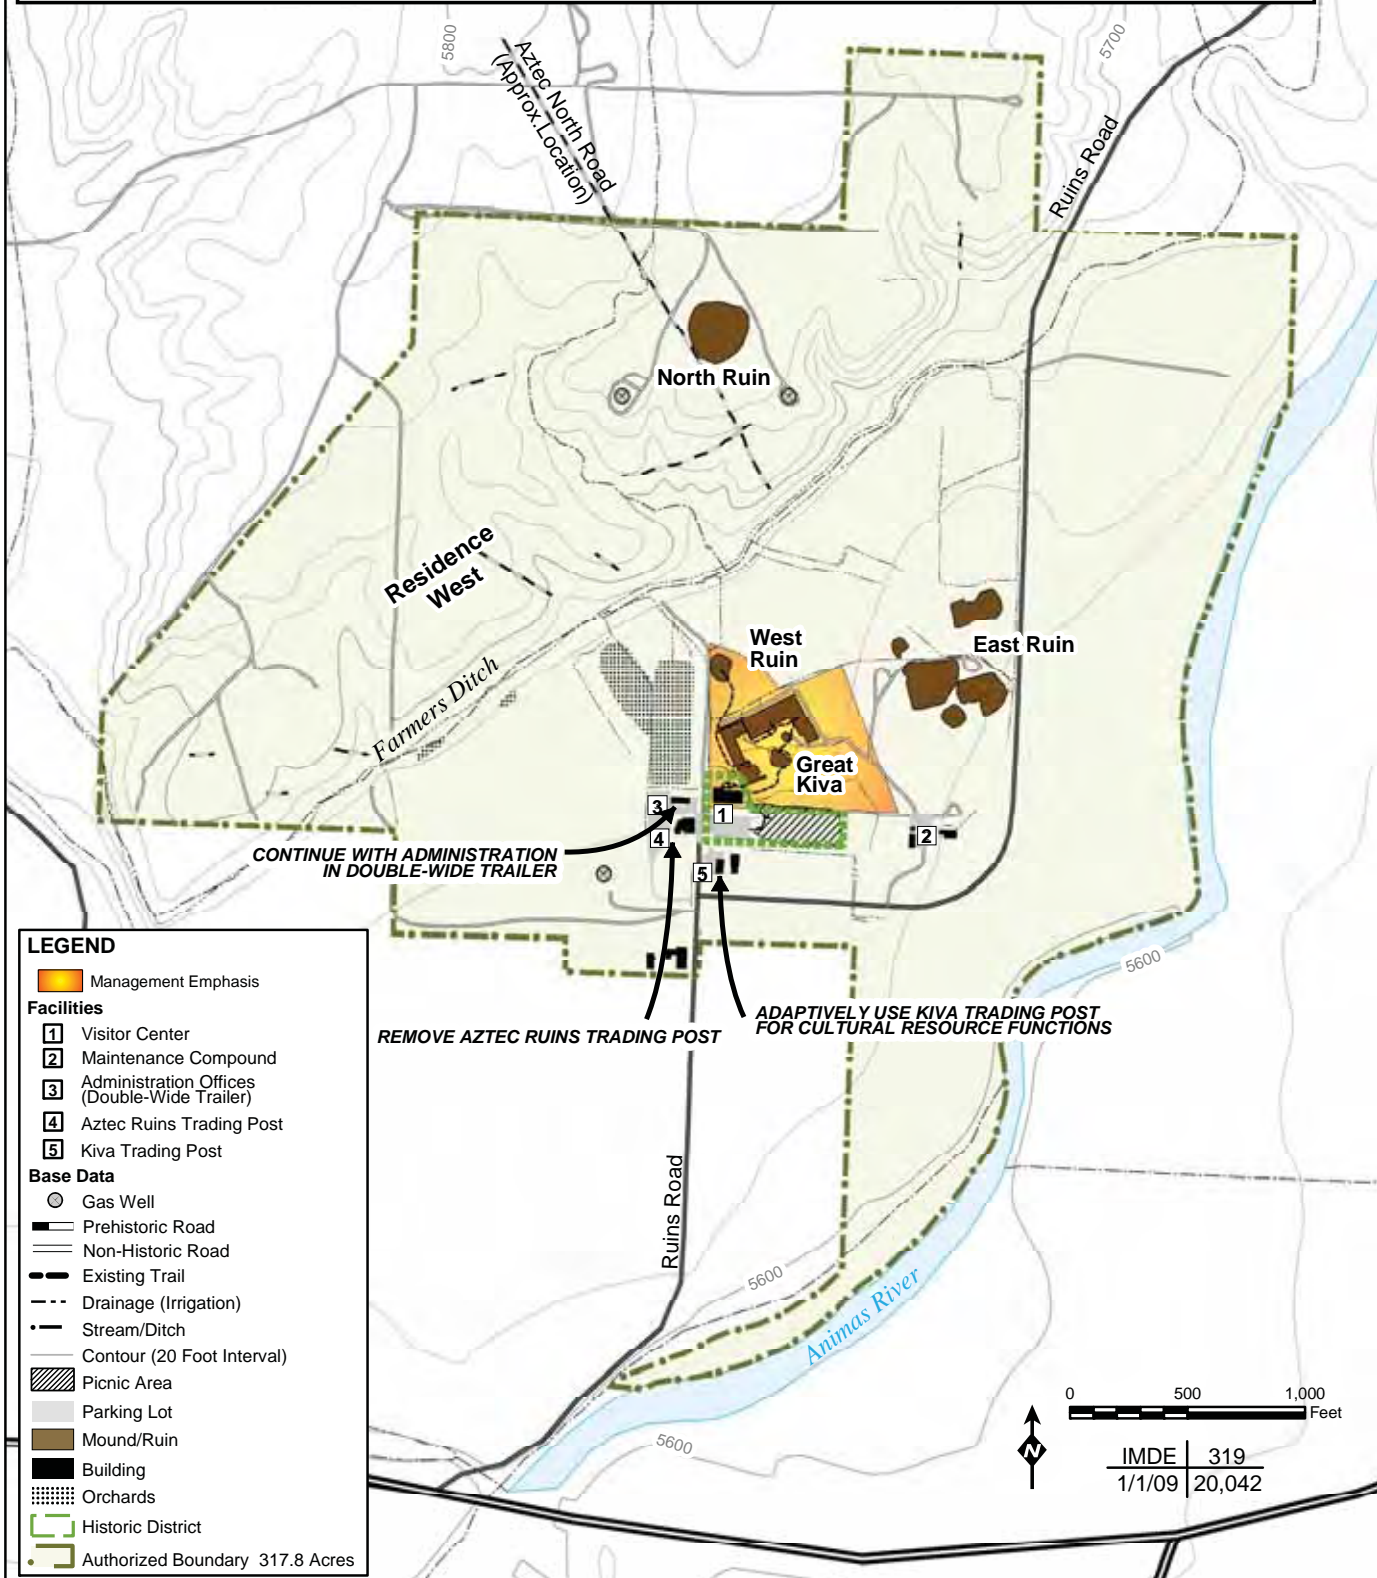 5800
5700
Aztec North Road
(Approx.Location)
Ruins Road
North Ruin
Residence
West
West
Ruin
East Ruin
Farmers Ditch
Great
Kiva
3
1
4
2
5
CONTINUE WITH ADMINISTRATION
IN DOUBLE-WIDE TRAILER
REMOVE AZTEC RUINS TRADING POST
ADAPTIVELY USE KIVA TRADING POST
FOR CULTURAL RESOURCE FUNCTIONS
5600
Ruins Road
5600
Animas River
5600
LEGEND
Management Emphasis
Facilities
1 Visitor Center
2 Maintenance Compound
3 Administration Offices
(Double-Wide Trailer)
4 Aztec Ruins Trading Post
5 Kiva Trading Post
Base Data
Gas Well
Prehistoric Road
Non-Historic Road
Existing Trail
Drainage (Irrigation)
Stream/Ditch
Contour (20 Foot Interval)
Picnic Area
Parking Lot
Mound/Ruin
Building
Orchards
Historic District
Authorized Boundary 317.8 Acres
0 500 1,000
Feet
N
IMDE 319
1/1/09 20,042